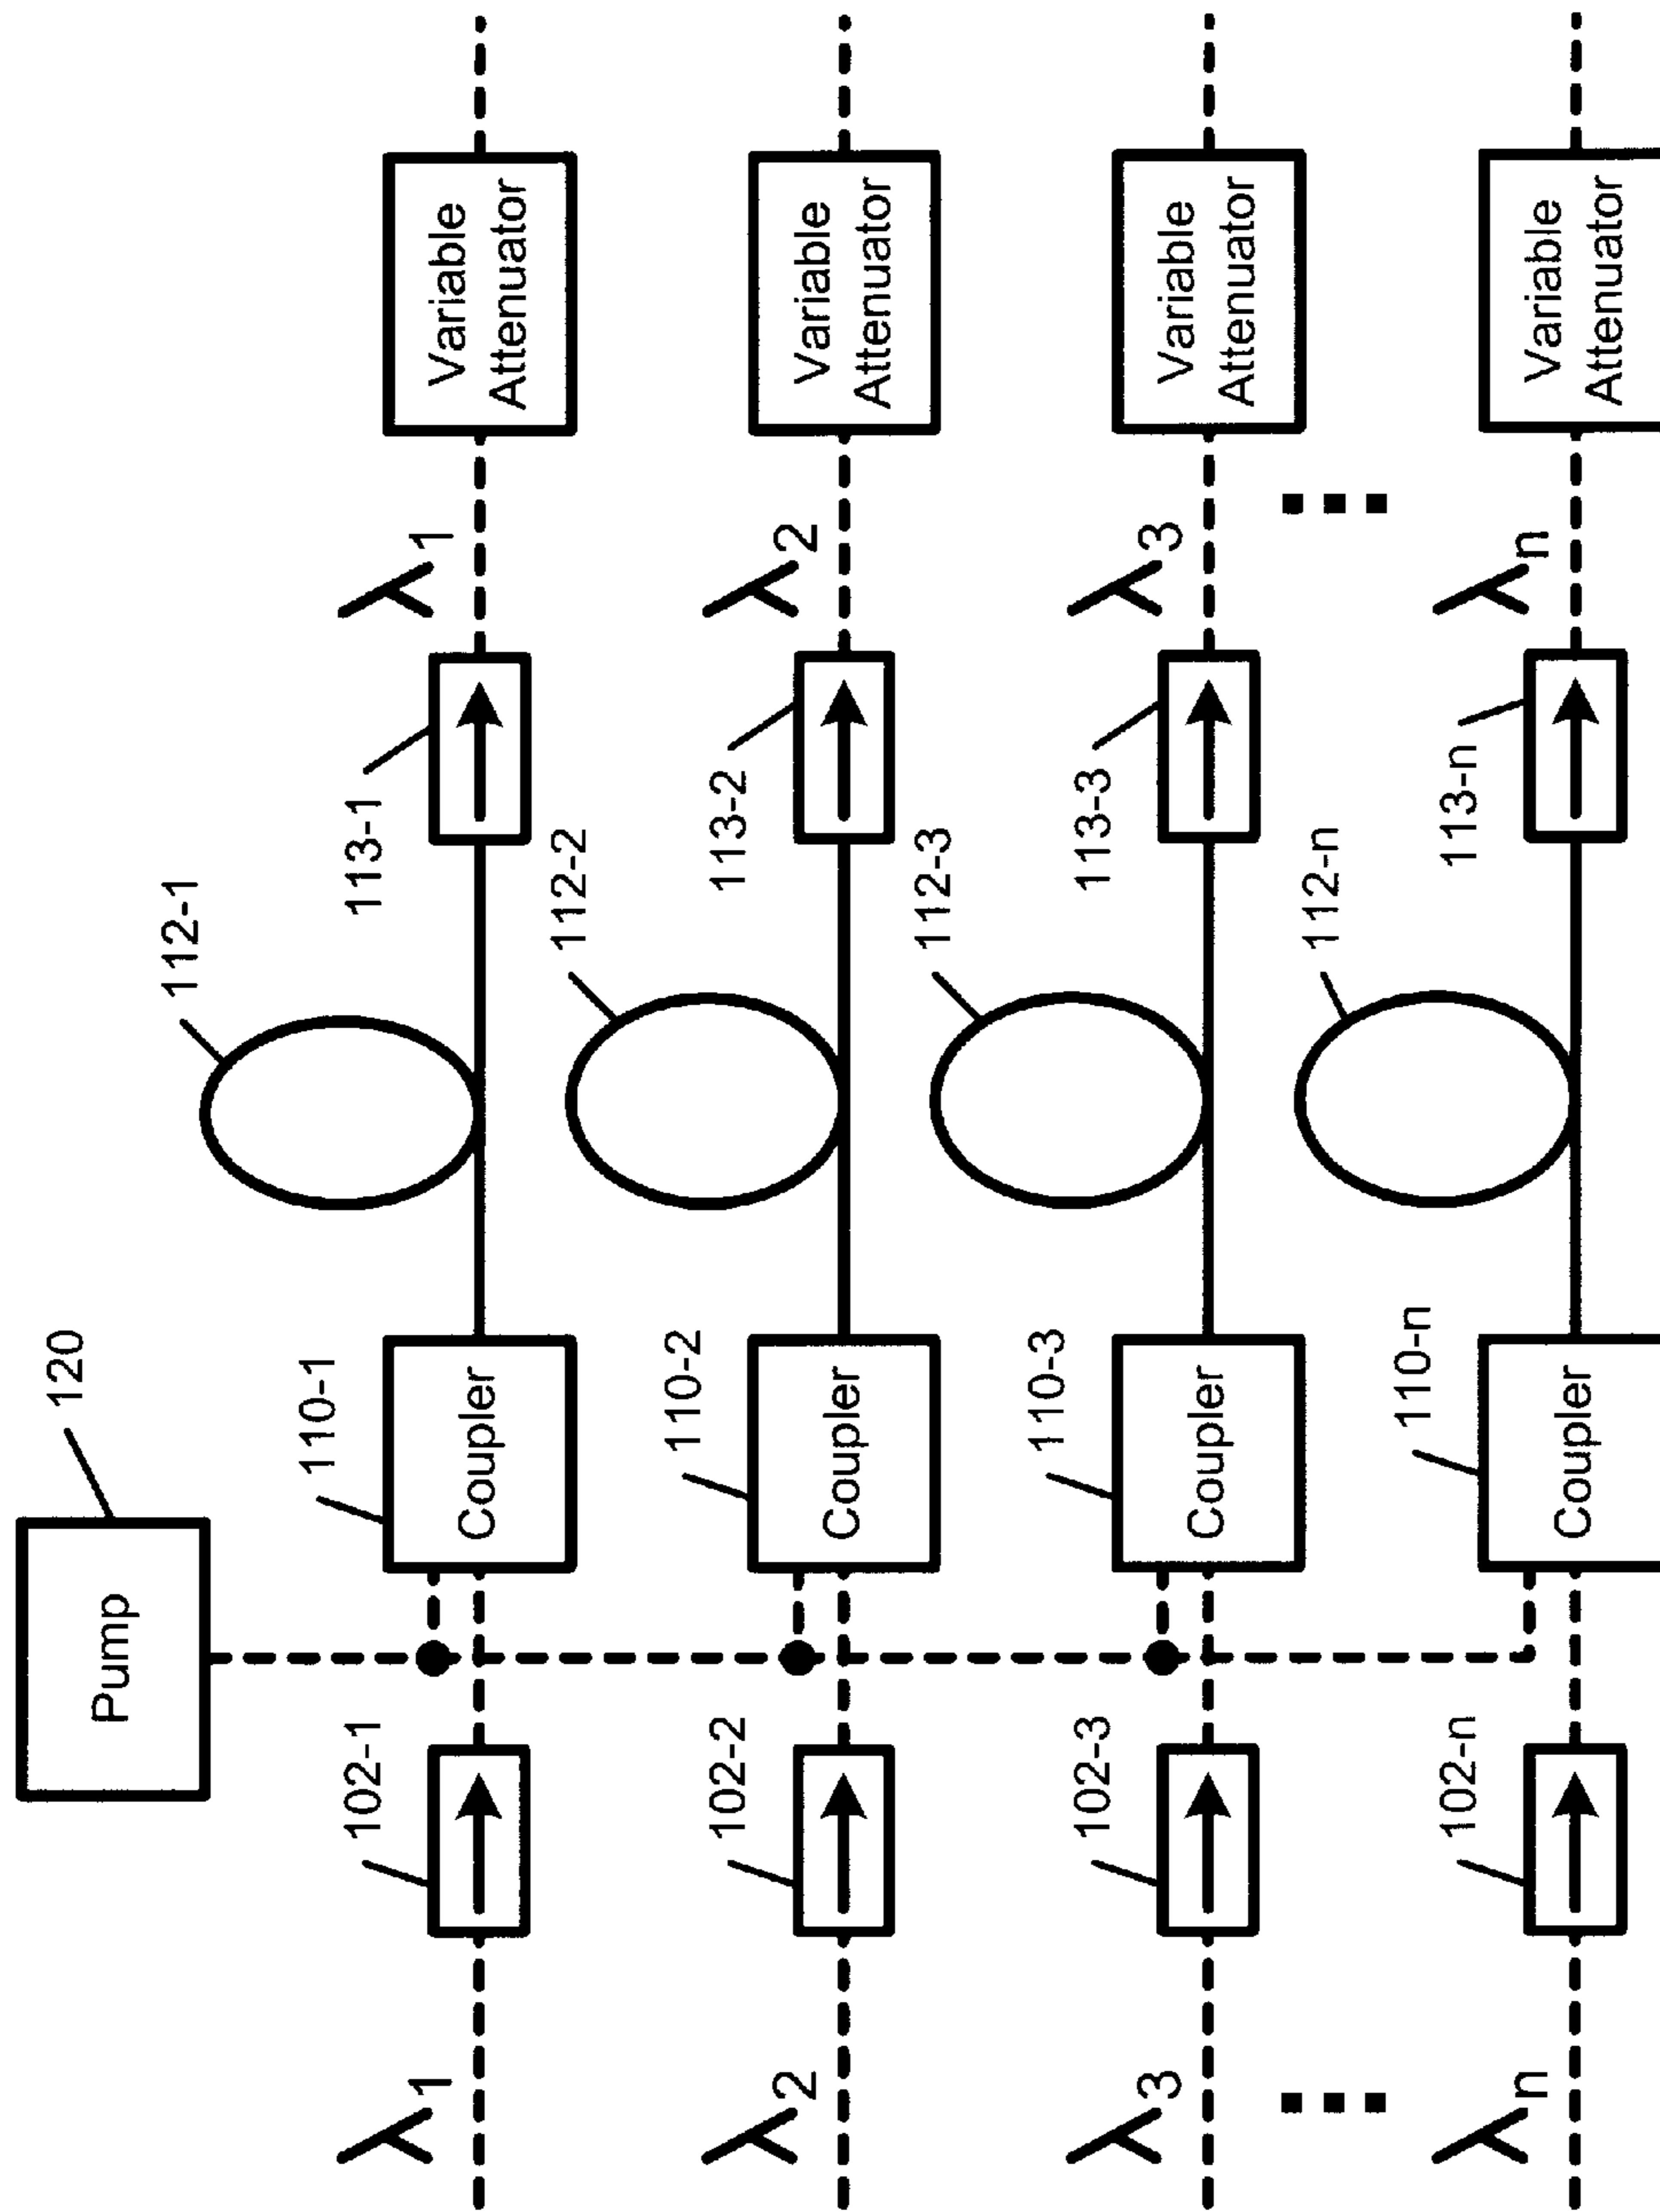 Pump
120
λ1
102-1
110-1
Coupler
112-1
113-1
λ1
Variable
Attenuator
λ2
102-2
110-2
Coupler
112-2
113-2
λ2
Variable
Attenuator
λ3
102-3
110-3
Coupler
112-3
113-3
λ3
Variable
Attenuator
λn
102-n
110-n
Coupler
112-n
113-n
λn
Variable
Attenuator